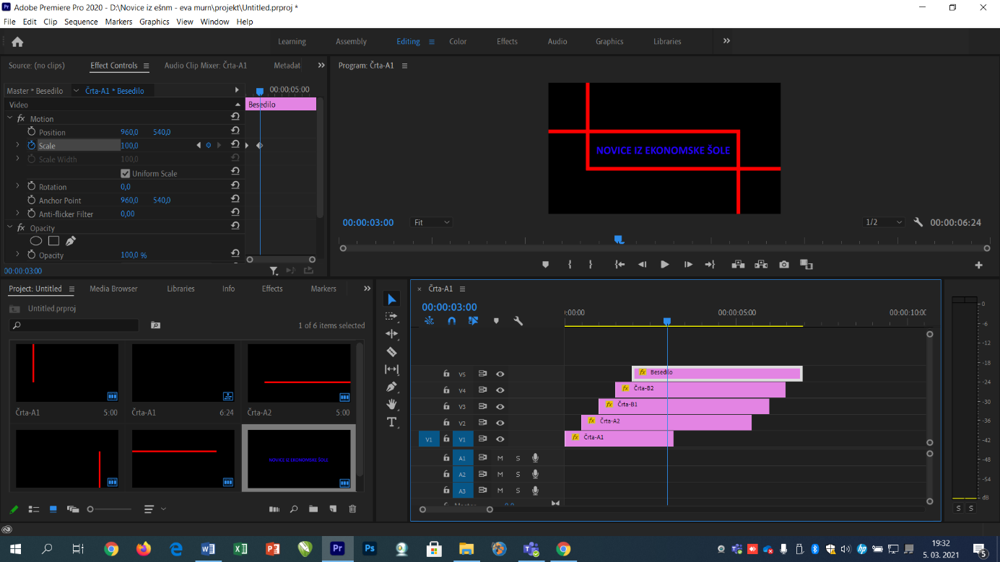 Adobe Premiere Pro 2020 - D:\Novice iz ešnm - eva murn\projekt\Untitled.prproj *
File Edit Clip Sequence Markers Graphics View Window Help
Learning Assembly Editing Color Effects Audio Graphics Libraries
Source: (no clips) Effect Controls Audio Clip Mixer: Črta-A1 Metadat
Program: Črta-A1
Master * Besedilo Črta-A1 * Besedilo 00:00:05:00
Video Besedilo
fx Motion
Position 960,0 540,0
Scale 100,0
Scale Width 100,0
Uniform Scale
Rotation 0,0
Anchor Point 960,0 540,0
Anti-flicker Filter 0,00
fx Opacity
Opacity 100,0 %
00:00:03:00
NOVICE IZ EKONOMSKE ŠOLE
00:00:03:00 Fit 1/2 00:00:06:24
Project: Untitled Media Browser Libraries Info Effects Markers
Untitled.prproj
1 of 6 items selected
Črta-A1 5:00 Črta-A1 6:24 Črta-A2 5:00
NOVICE IZ EKONOMSKE ŠOLE
Črta-A1
00:00:03:00
:00:00 00:00:05:00 00:00:10:0
V5 fx Besedilo
V4 fx Črta-B2
V3 fx Črta-B1
V2 fx Črta-A2
V1 V1 fx Črta-A1
A1 M S
A2 M S
A3 M S
Master 0,0
0
-6
-12
-18
-24
-30
-36
-42
-48
-54
dB
S S
19:32
5. 03. 2021
5